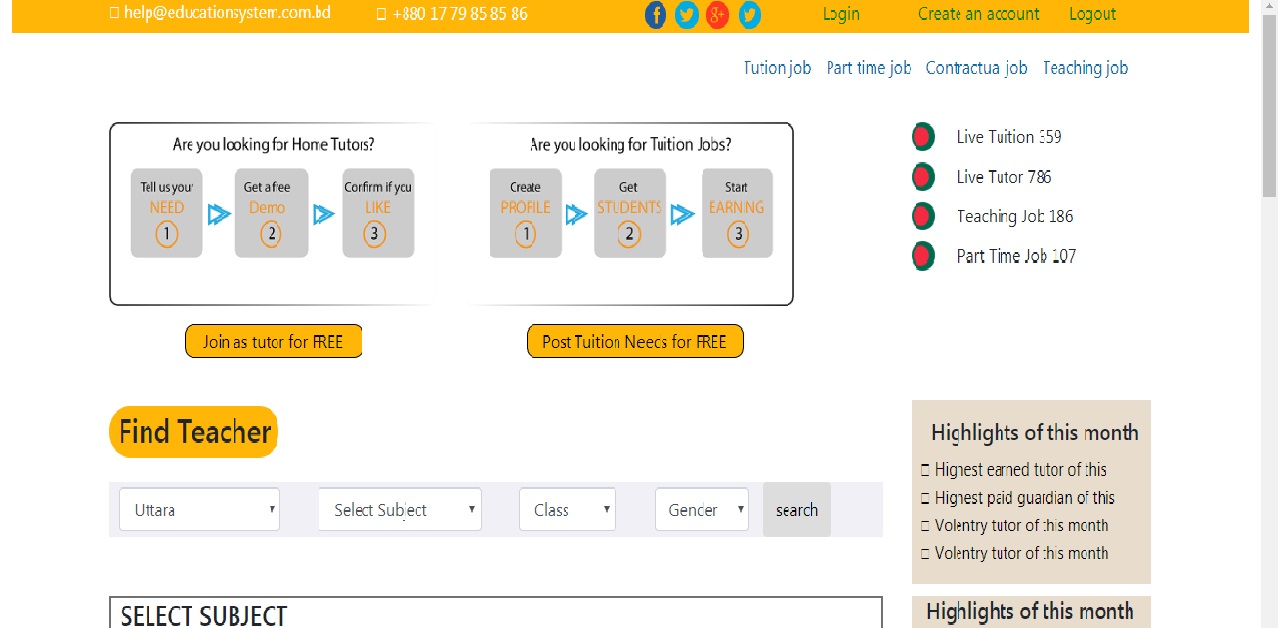 help@educationsystem.com.bd +880 17 79 85 85 86 Login Create an account Logout
Tution job Part time job Contractua job Teaching job
Are you looking for Home Tutors?
Tell us your
NEED
1
Get a fee
Demo
2
Confirm if you
LIKE
3
Are you looking for Tuition Jobs?
Create
PROFILE
1
Get
STUDENTS
2
Start
EARNING
3
Live Tuition 359
Live Tutor 786
Teaching Job 186
Part Time Job 107
Join as tutor for FREE
Post Tuition Needs for FREE
Find Teacher
Uttara Select Subject Class Gender search
SELECT SUBJECT
Highlights of this month
Highest earned tutor of this
Highest paid guardian of this
Volentry tutor of this month
Volentry tutor of this month
Highlights of this month